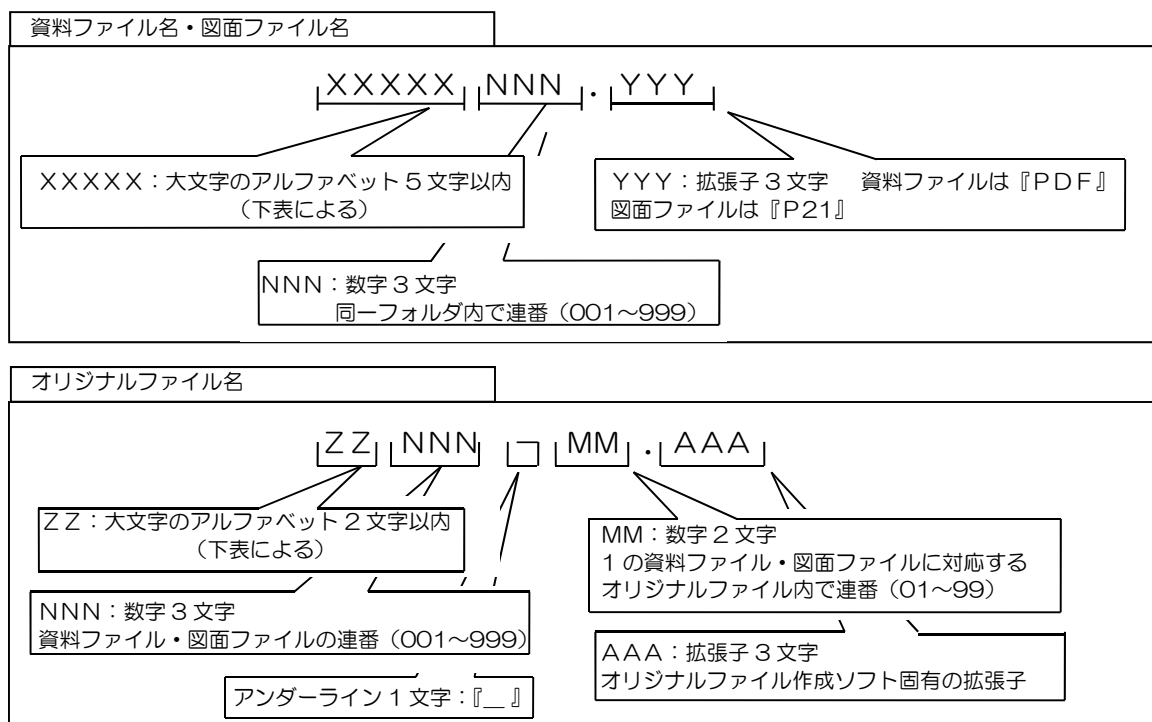 資料ファイル名・図面ファイル名
XXXXX NNN . YYY
XXXXX：大文字のアルファベット5文字以内
（下表による）
YYY：拡張子3文字　資料ファイルは『PDF』
図面ファイルは『P21』
NNN：数字3文字
同一フォルダ内で連番（001～999）
オリジナルファイル名
ZZ NNN _ MM . AAA
ZZ：大文字のアルファベット2文字以内
（下表による）
MM：数字2文字
1の資料ファイル・図面ファイルに対応する
オリジナルファイル内で連番（01～99）
NNN：数字3文字
資料ファイル・図面ファイルの連番（001～999）
AAA：拡張子3文字
オリジナルファイル作成ソフト固有の拡張子
アンダーライン1文字：『＿』